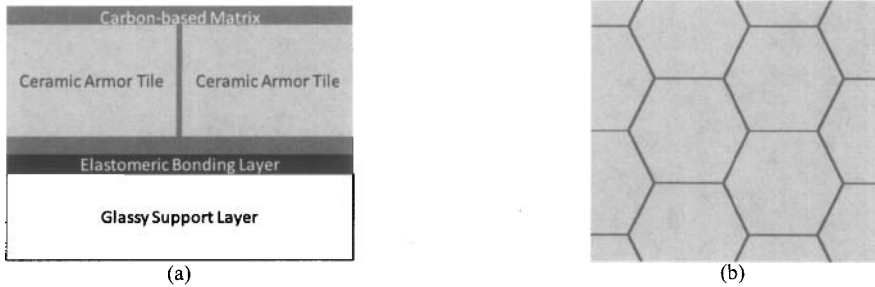 Carbon-based Matrix
Ceramic Armor Tile Ceramic Armor Tile
Elastomeric Bonding Layer
Glassy Support Layer
(a) (b)